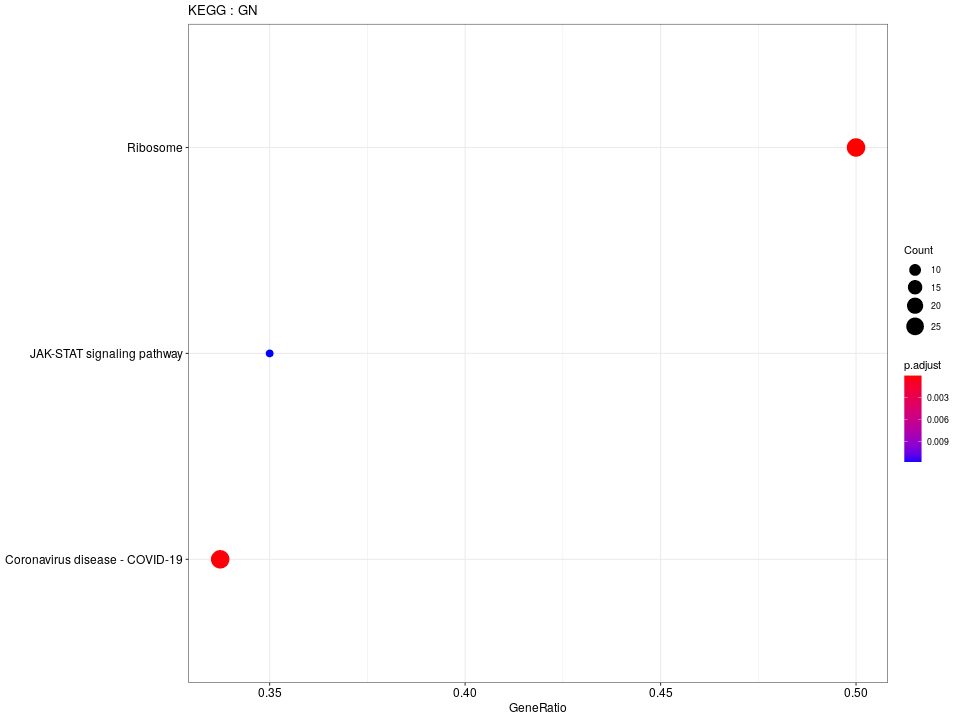 KEGG : GN
Ribosome
JAK-STAT signaling pathway
Coronavirus disease - COVID-19
0.35
0.40
0.45
0.50
GeneRatio
Count
10
15
20
25
p.adjust
0.003
0.006
0.009